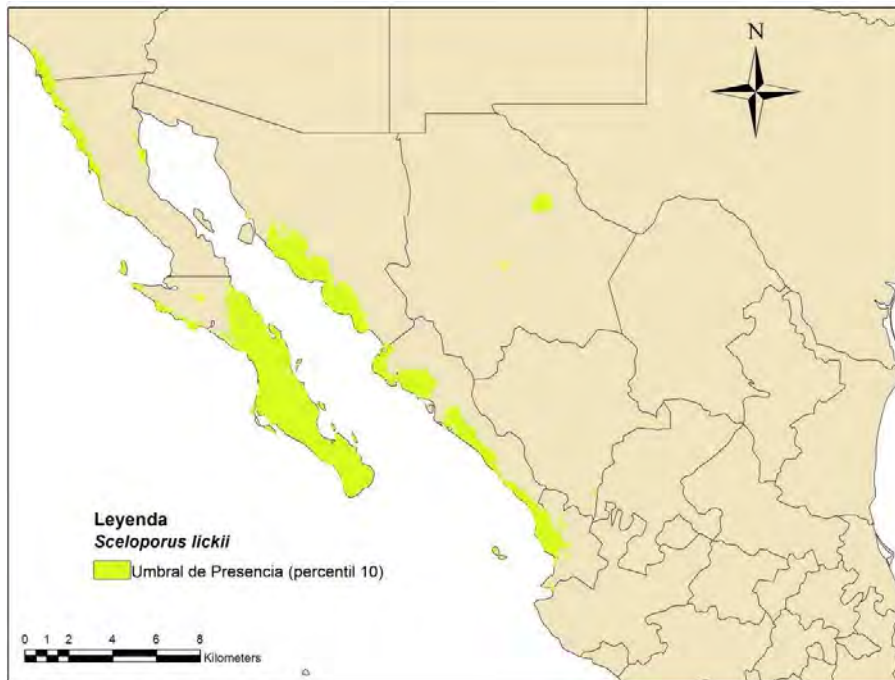 N
Leyenda
Sceloporus lickii
Umbral de Presencia (percentil 10)
0 1 2 4 6 8
Kilometers